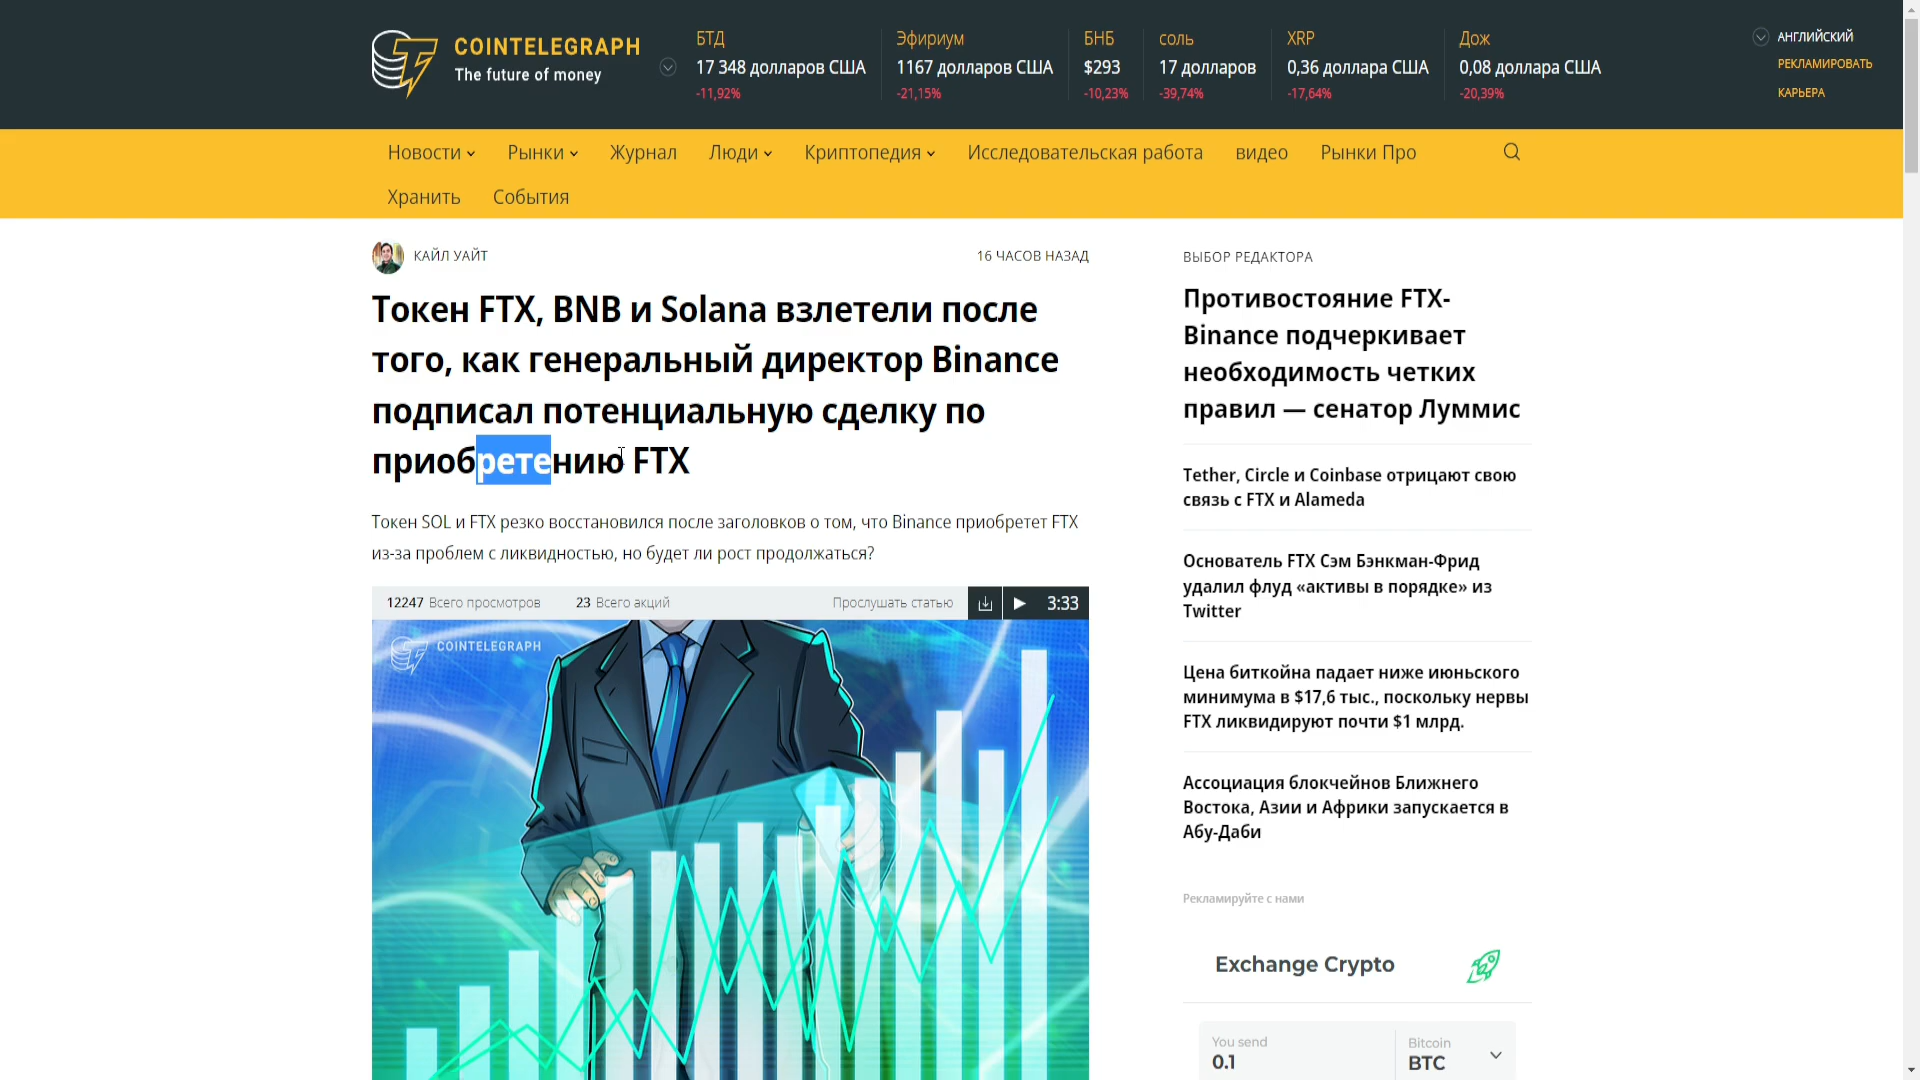 COINTELEGRAPH
The future of money
БТД
17 348 долларов США
-11,92%
Эфириум
1167 долларов США
-21,15%
БНБ
$293
-10,23%
соль
17 долларов
-39,74%
XRP
0,36 доллара США
-17,64%
Дож
0,08 доллара США
-20,39%
АНГЛИЙСКИЙ
РЕКЛАМИРОВАТЬ
КАРЬЕРА
Новости Рынки Журнал Люди Криптопедия Исследовательская работа видео Рынки Про
Хранить События
КАЙЛ УАЙТ
16 ЧАСОВ НАЗАД
Токен FTX, BNB и Solana взлетели после
того, как генеральный директор Binance
подписал потенциальную сделку по
приобретению FTX
Токен SOL и FTX резко восстановился после заголовков о том, что Binance приобретет FTX
из-за проблем с ликвидностью, но будет ли рост продолжаться?
12247 Всего просмотров 23 Всего акций Прослушать статью 3:33
COINTELEGRAPH
ВЫБОР РЕДАКТОРА
Противостояние FTX-
Binance подчеркивает
необходимость четких
правил — сенатор Луммис
Tether, Circle и Coinbase отрицают свою
связь с FTX и Alameda
Основатель FTX Сэм Бэнкман-Фрид
удалил флуд «активы в порядке» из
Twitter
Цена биткойна падает ниже июньского
минимума в $17,6 тыс., поскольку нервы
FTX ликвидируют почти $1 млрд.
Ассоциация блокчейнов Ближнего
Востока, Азии и Африки запускается в
Абу-Даби
Рекламируйте с нами
Exchange Crypto
You send
0.1
Bitcoin
BTC